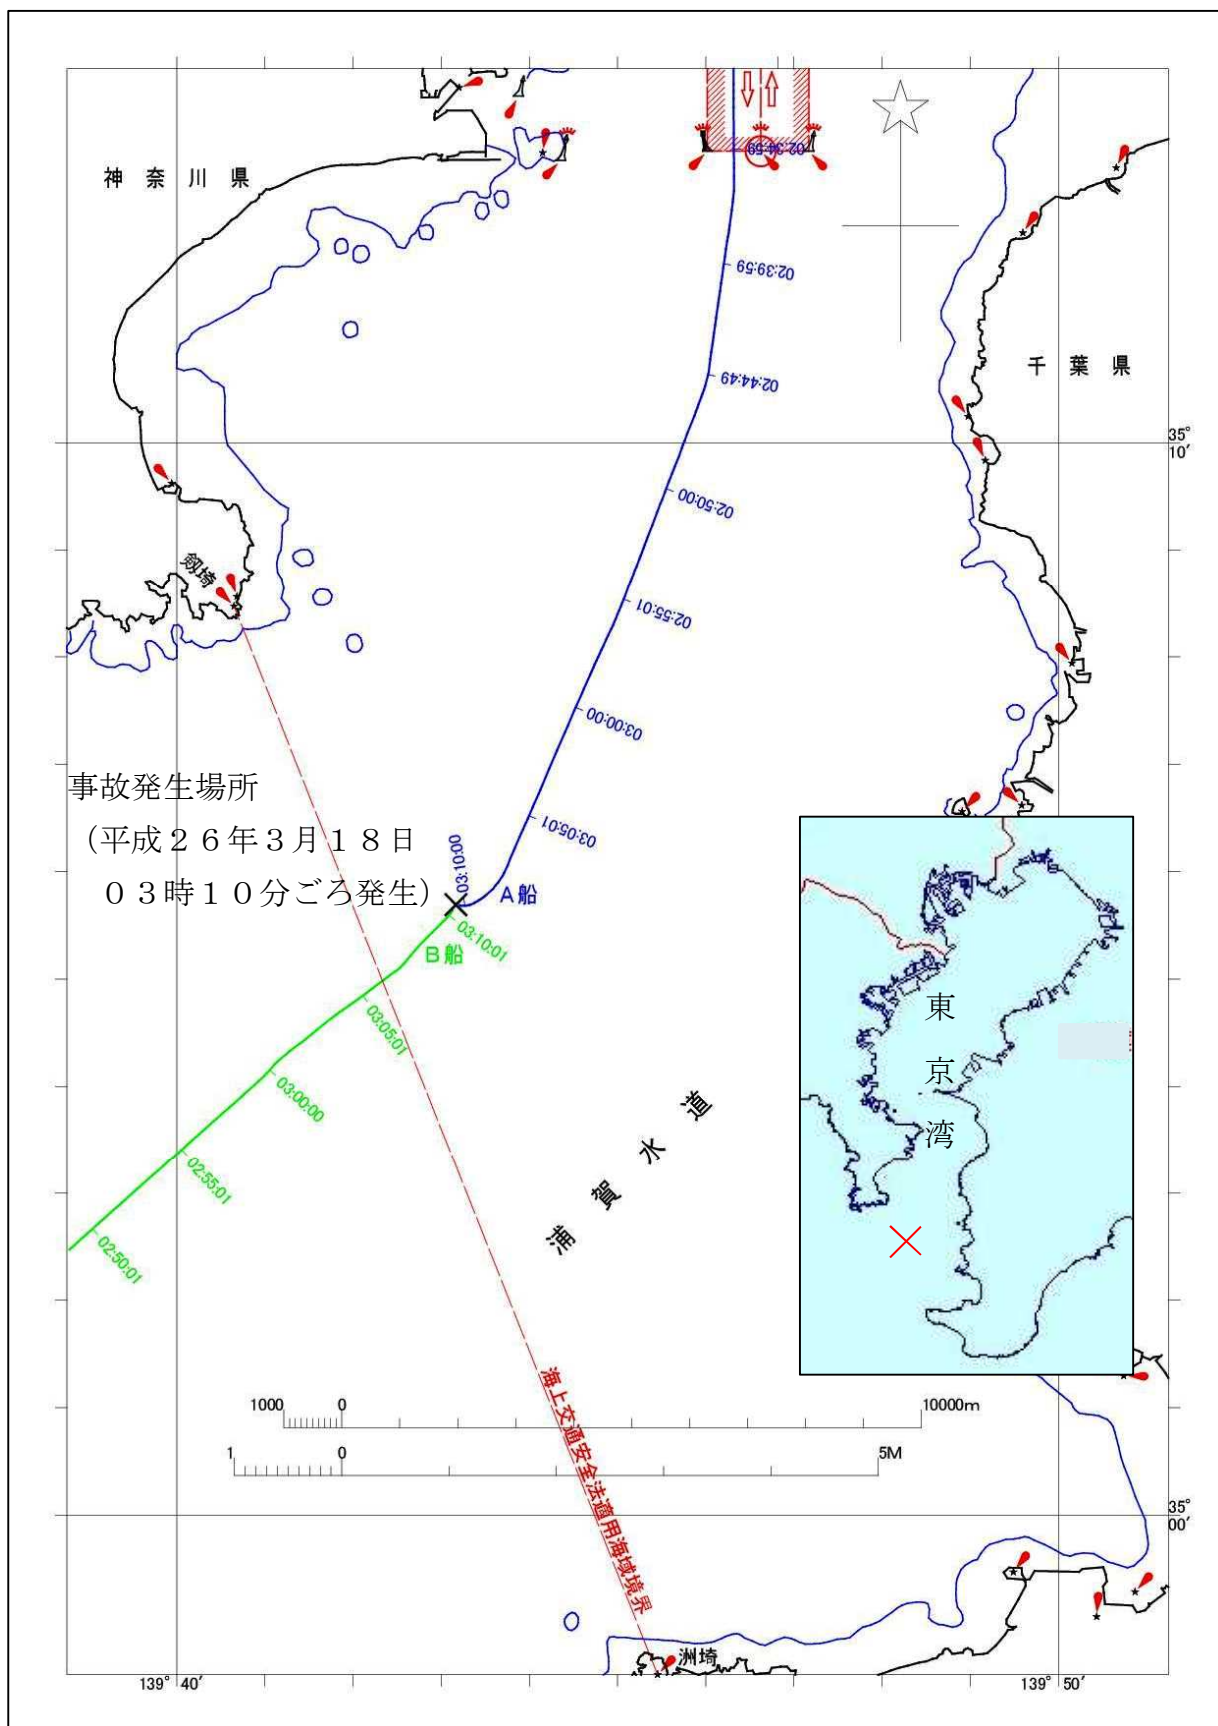 神奈川県
02:34:59
02:39:59
02:44:49
千葉県
35°
10′
02:50:00
剱埼
02:55:01
03:00:00
事故発生場所
（平成２６年３月１８日
０３時１０分ごろ発生）
03:05:01
03:10:00
A船
03:10:01
B船
03:05:01
03:00:00
02:55:01
02:50:01
東京湾
浦賀水道
海上交通安全法適用海域境界
1000 0 10000m
1 0 5M
35°
00′
洲埼
139° 40′
139° 50′